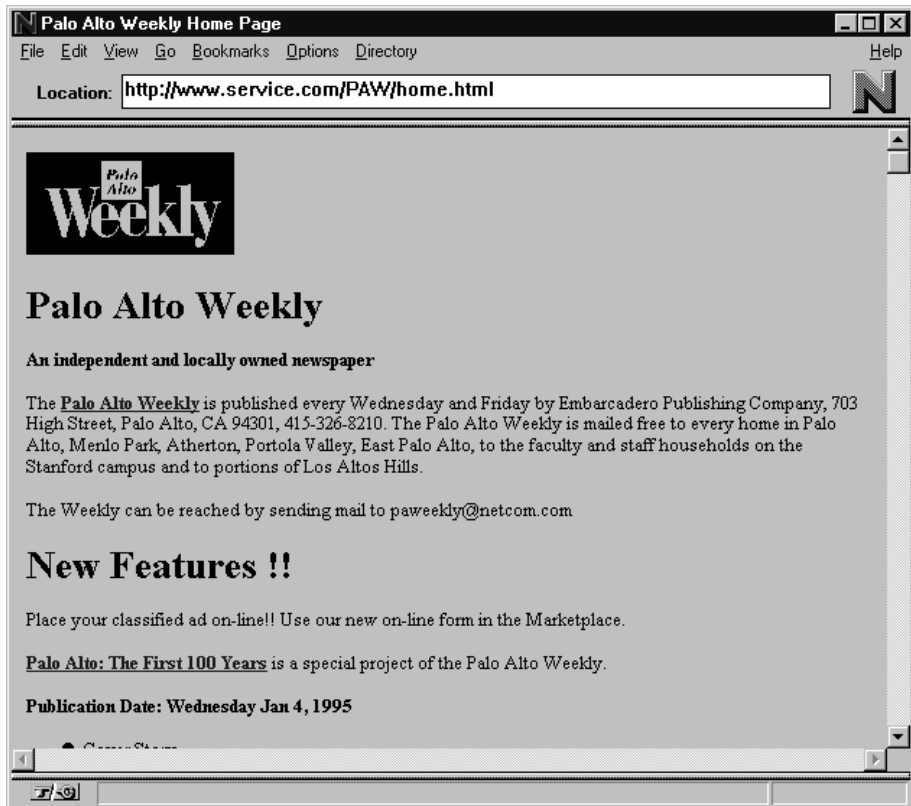 Palo Alto Weekly Home Page
File Edit View Go Bookmarks Options Directory Help
Location: http://www.service.com/PAW/home.html
Palo
Alto
Weekly
Palo Alto Weekly
An independent and locally owned newspaper
The Palo Alto Weekly is published every Wednesday and Friday by Embarcadero Publishing Company, 703
High Street, Palo Alto, CA 94301, 415-326-8210. The Palo Alto Weekly is mailed free to every home in Palo
Alto, Menlo Park, Atherton, Portola Valley, East Palo Alto, to the faculty and staff households on the
Stanford campus and to portions of Los Altos Hills.
The Weekly can be reached by sending mail to paweekly@netcom.com
New Features !!
Place your classified ad on-line!! Use our new on-line form in the Marketplace.
Palo Alto: The First 100 Years is a special project of the Palo Alto Weekly.
Publication Date: Wednesday Jan 4, 1995